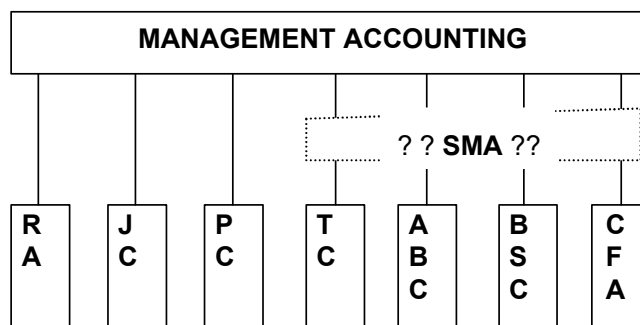 MANAGEMENT ACCOUNTING
? ? SMA ??
R A
J C
P C
T C
A B C
B S C
C F A